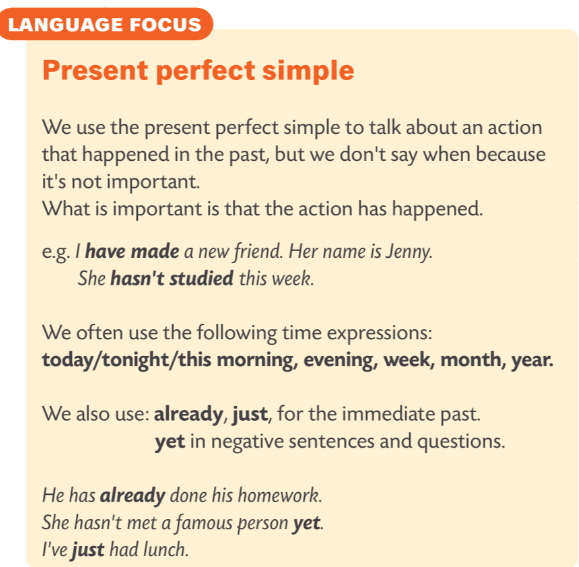 LANGUAGE FOCUS
Present perfect simple
We use the present perfect simple to talk about an action
that happened in the past, but we don't say when because
it's not important.
What is important is that the action has happened.
e.g. I have made a new friend. Her name is Jenny.
She hasn't studied this week.
We often use the following time expressions:
today/tonight/this morning, evening, week, month, year.
We also use: already, just, for the immediate past.
yet in negative sentences and questions.
He has already done his homework.
She hasn't met a famous person yet.
I've just had lunch.